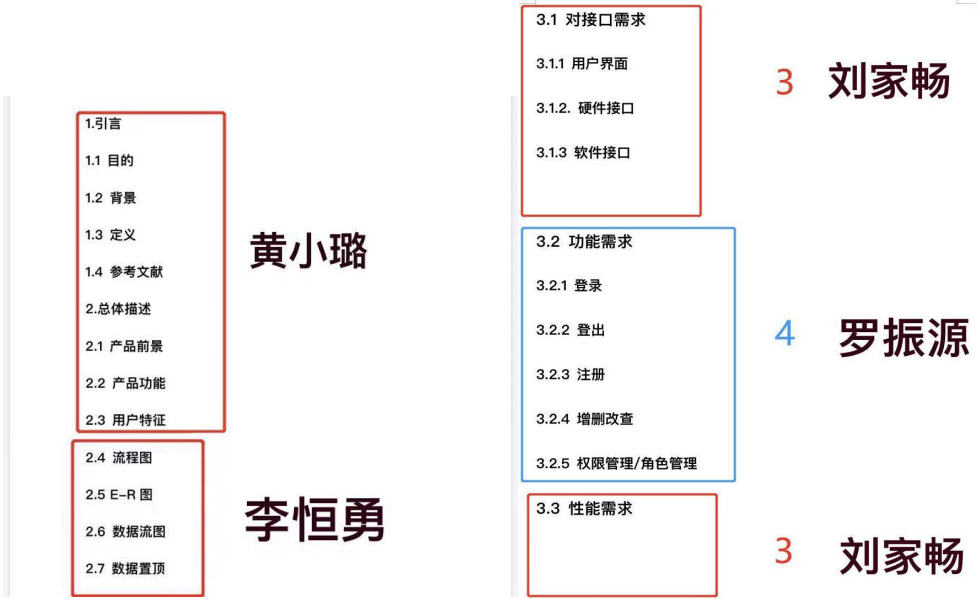 1.引言
1.1 目的
1.2 背景
1.3 定义
1.4 参考文献
2.总体描述
2.1 产品前景
2.2 产品功能
2.3 用户特征
黄小璐
2.4 流程图
2.5 E-R 图
2.6 数据流图
2.7 数据置顶
李恒勇
3.1 对接口需求
3.1.1 用户界面
3.1.2. 硬件接口
3.1.3 软件接口
3 刘家畅
3.2 功能需求
3.2.1 登录
3.2.2 登出
3.2.3 注册
3.2.4 增删改查
3.2.5 权限管理/角色管理
4 罗振源
3.3 性能需求
3 刘家畅